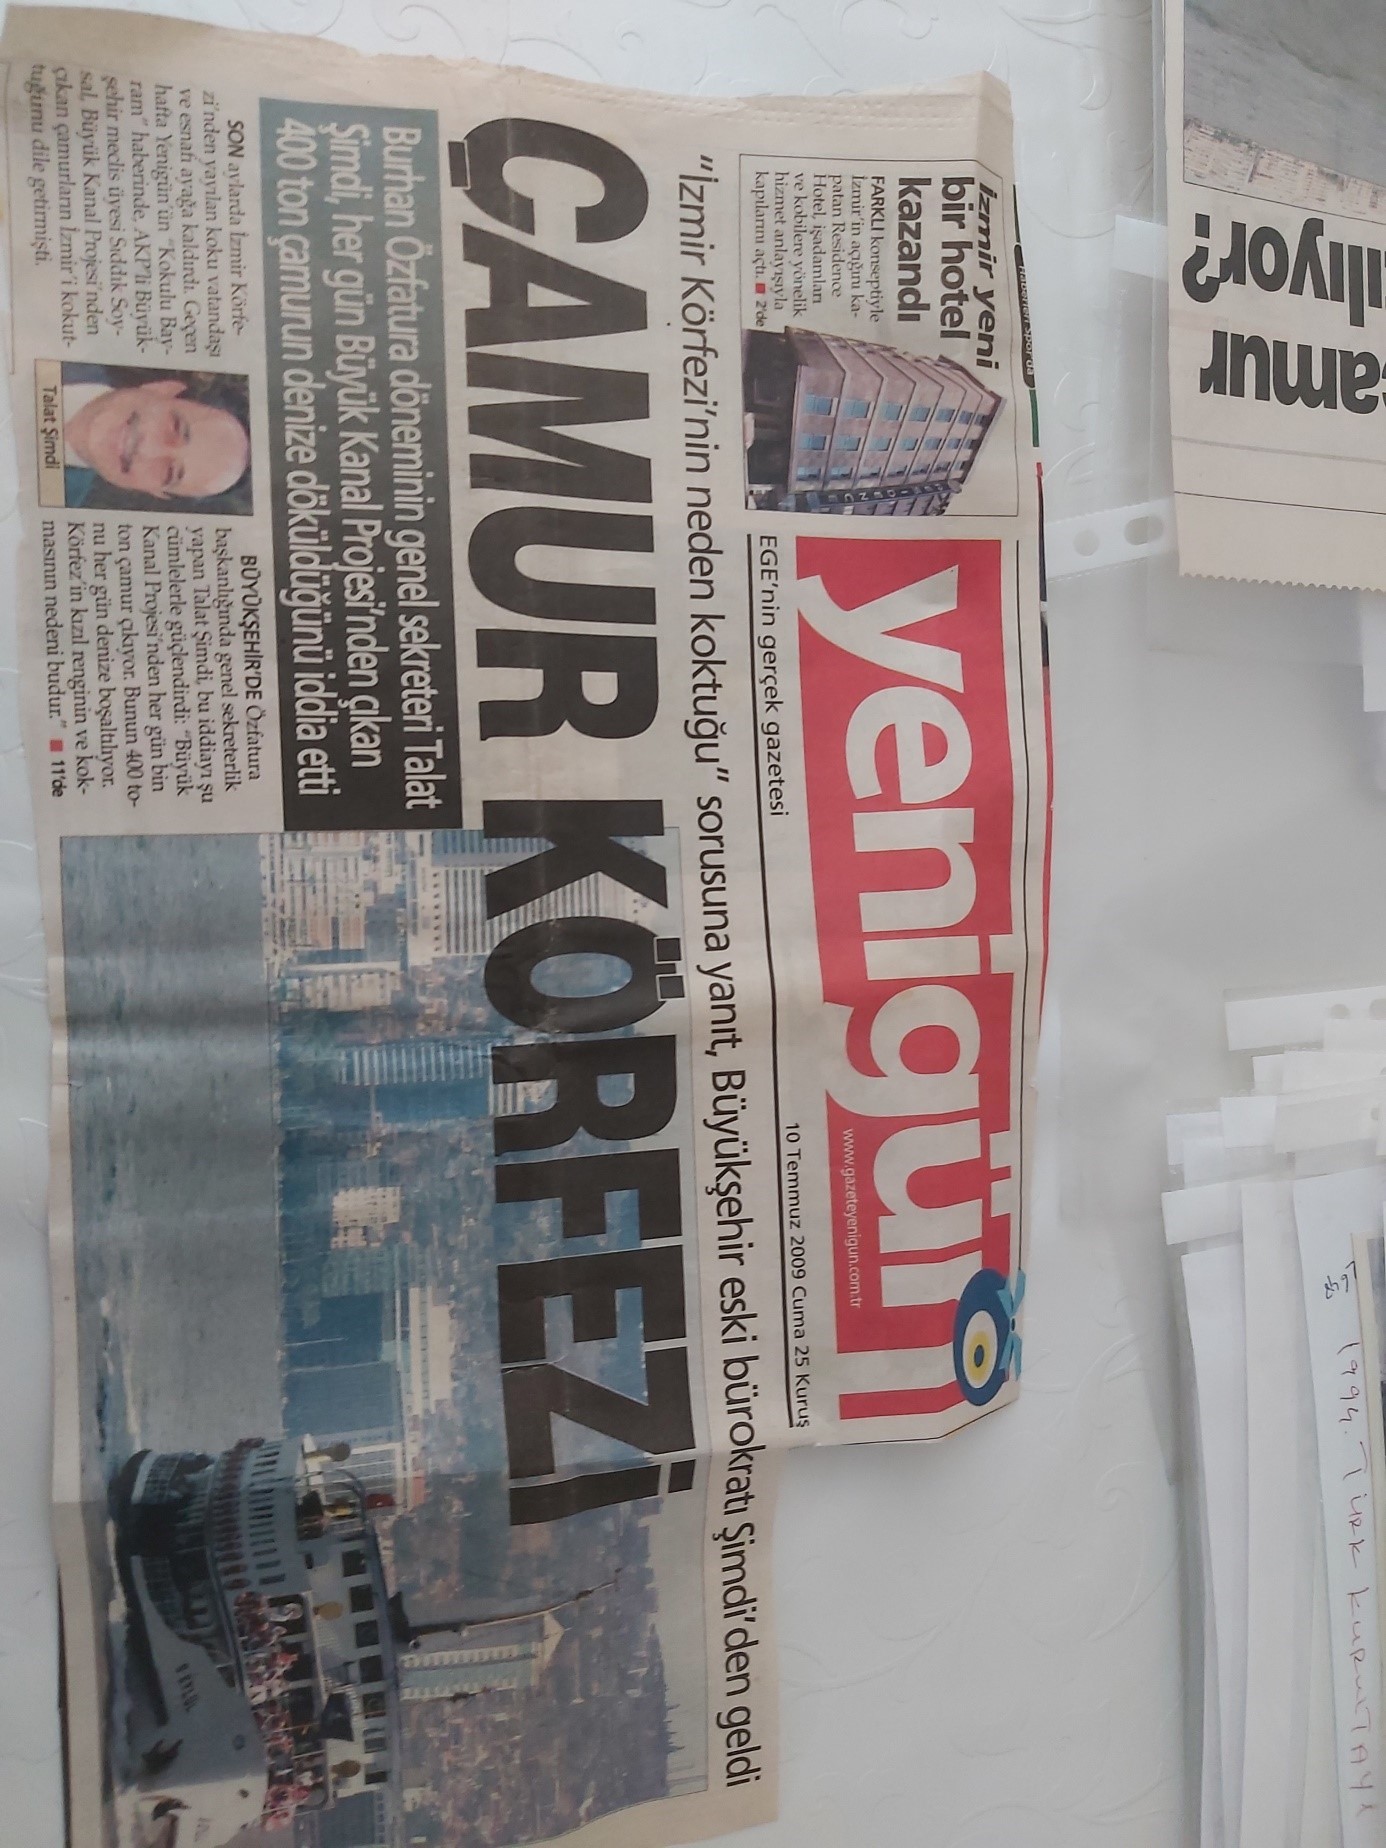 Haberleri Spor'da
İzmir yeni
bir hotel
kazandı
FARKLI konseptiyle
İzmir'in açığını ka-
patan Residence
Hotel, işadamları
ve kobilere yönelik
hizmet anlayışıyla
kapılarını açtı. ■ 2'de
yenigün
www.gazeteyenigun.com.tr
EGE'nin gerçek gazetesi
10 Temmuz 2009 Cuma 25 Kuruş
"İzmir Körfezi'nin neden koktuğu" sorusuna yanıt, Büyükşehir eski bürokratı Şimdi'den geldi
ÇAMUR KÖRFEZİ
Burhan Özfatura döneminin genel sekreteri Talat
Şimdi, her gün Büyük Kanal Projesi'nden çıkan
400 ton çamurun denize döküldüğünü iddia etti
SON aylarda İzmir Körfe-
zi'nden yayılan koku vatandaşı
ve esnafı ayağa kaldırdı. Geçen
hafta Yenigün'ün "Kokulu Bay-
ram" haberinde, AKP'li Büyük-
şehir meclis üyesi Sıddık Soy-
sal, Büyük Kanal Projesi'nden
çıkan çamurların İzmir'i kokut-
tuğunu dile getirmişti.
Talat Şimdi
BÜYÜKŞEHİR'DE Özfatura
başkanlığında genel sekreterlik
yapan Talat Şimdi, bu iddiayı şu
cümlelerle güçlendirdi: "Büyük
Kanal Projesi'nden her gün bin
ton çamur çıkıyor. Bunun 400 to-
nu her gün denize boşaltılıyor.
Körfez'in kızıl renginin ve kok-
masının nedeni budur." ■ 11'de
çamur
ılıyor?
1994. TÜRK KURULTAYI